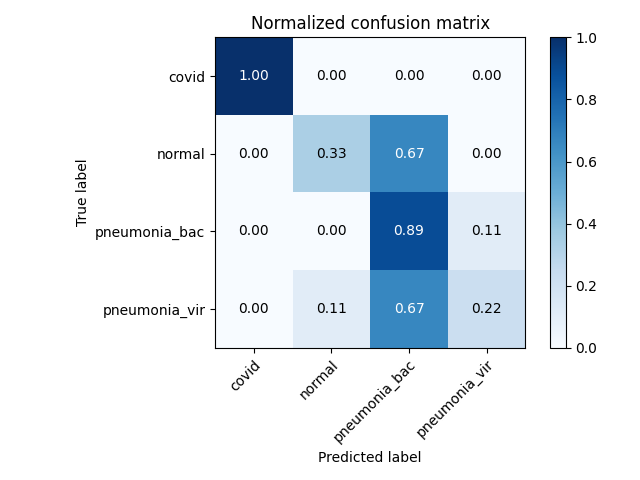 Normalized confusion matrix
True label
covid 1.00 0.00 0.00 0.00
normal 0.00 0.33 0.67 0.00
pneumonia_bac 0.00 0.00 0.89 0.11
pneumonia_vir 0.00 0.11 0.67 0.22
covid normal pneumonia_bac pneumonia_vir
Predicted label
1.0
0.8
0.6
0.4
0.2
0.0